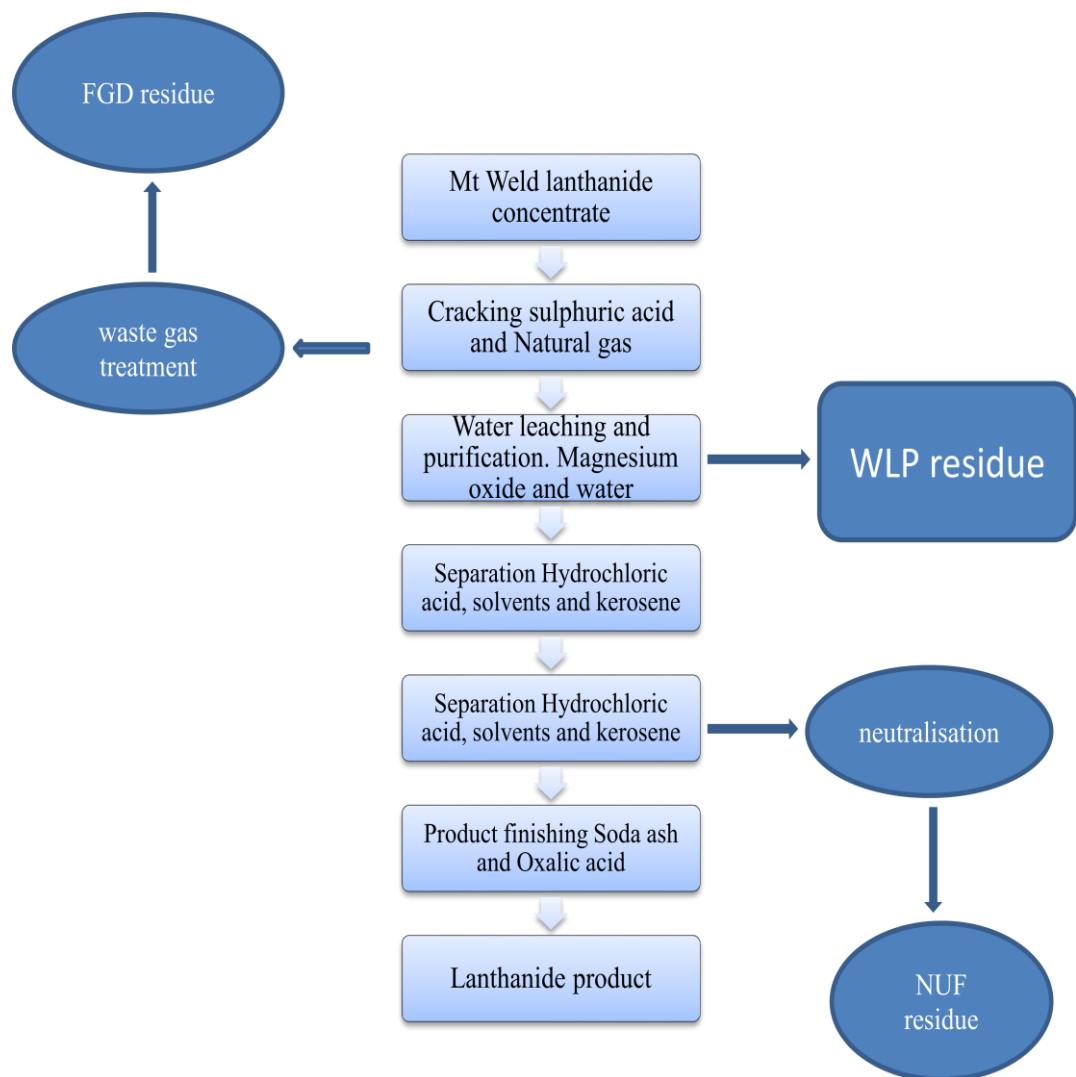 FGD residue
Mt Weld lanthanide
concentrate
Cracking sulphuric acid
and Natural gas
waste gas
treatment
Water leaching and
purification. Magnesium
oxide and water
WLP residue
Separation Hydrochloric
acid, solvents and kerosene
Separation Hydrochloric
acid, solvents and kerosene
neutralisation
Product finishing Soda ash
and Oxalic acid
Lanthanide product
NUF
residue